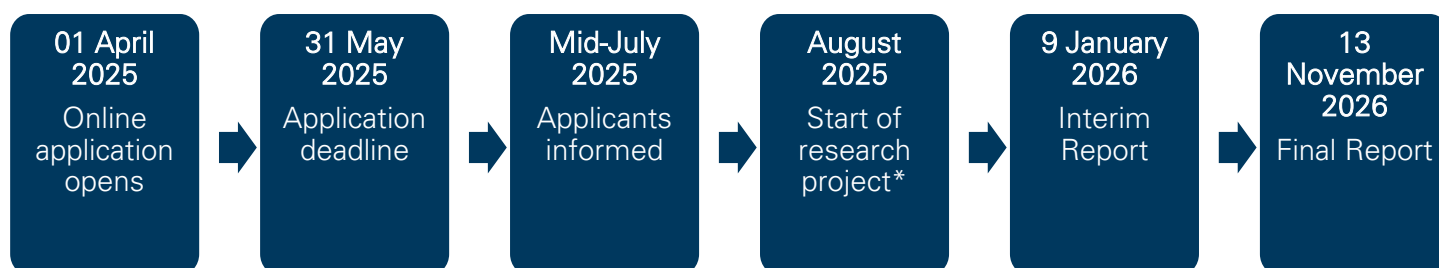 01 April
2025
Online
application
opens
31 May
2025
Application
deadline
Mid-July
2025
Applicants
informed
August
2025
Start of
research
project*
9 January
2026
Interim
Report
13
November
2026
Final Report